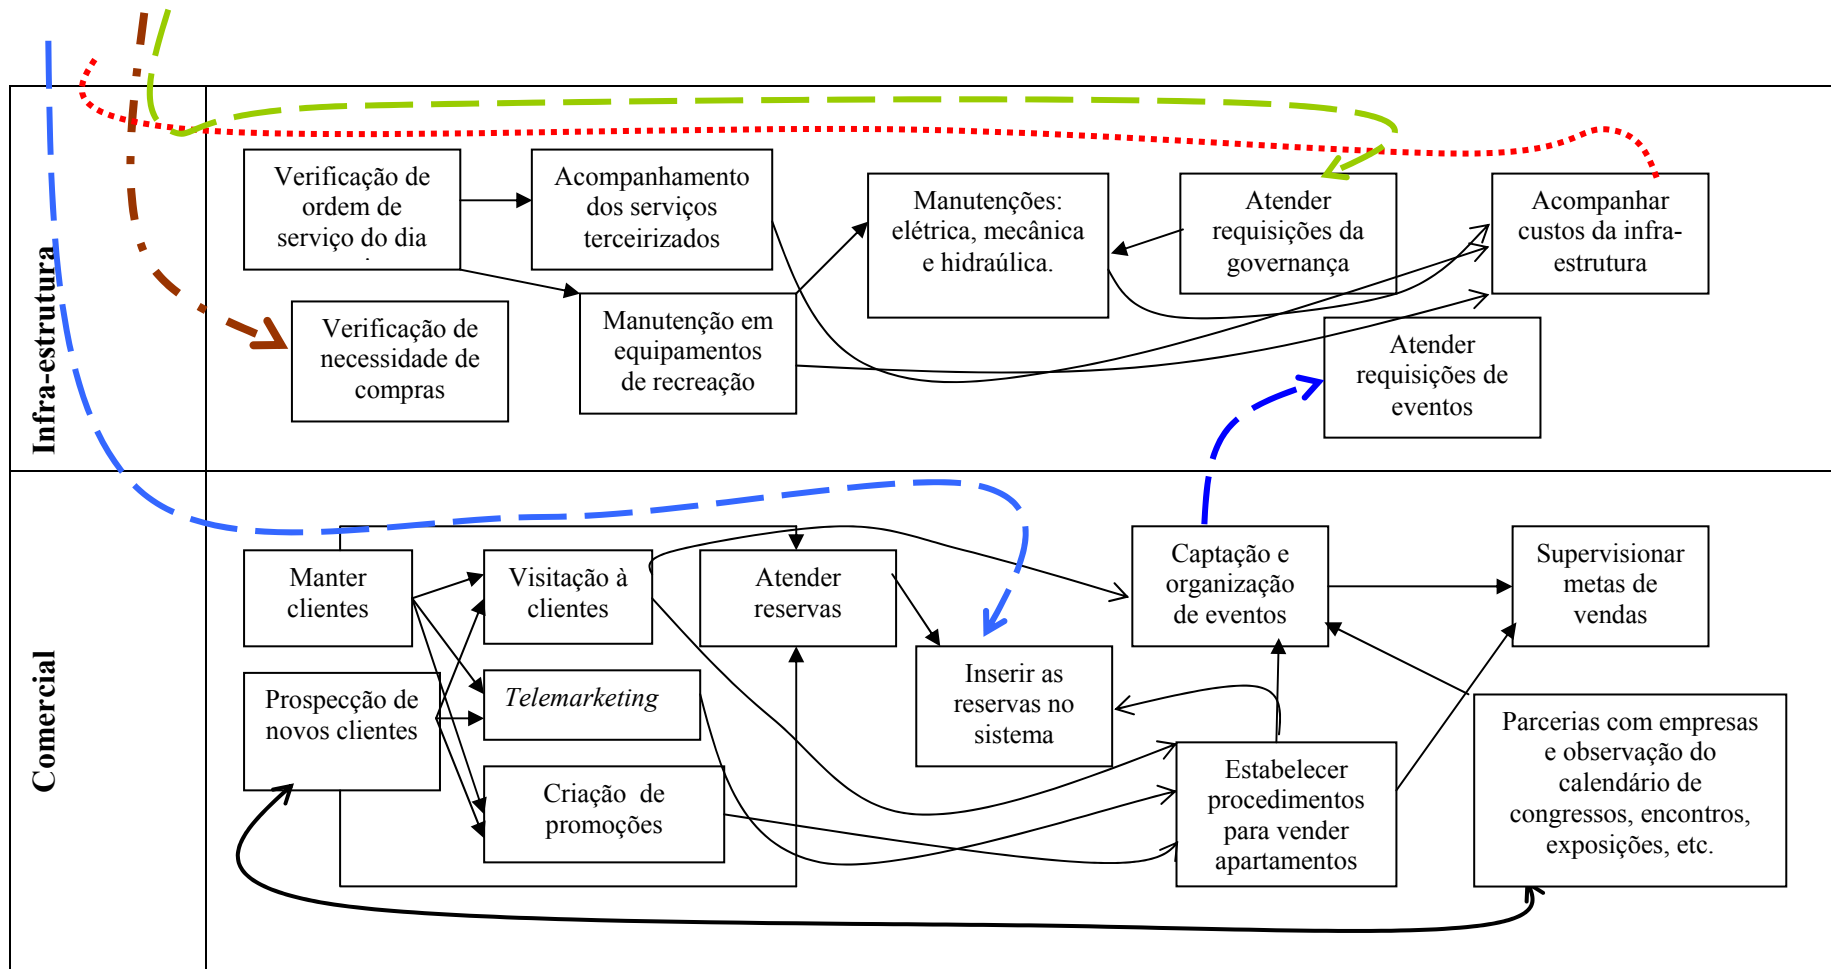 Infra-estrutura
Verificação de
ordem de
serviço do dia
Acompanhamento
dos serviços
terceirizados
Manutenções:
elétrica, mecânica
e hidraúlica.
Atender
requisições da
governança
Acompanhar
custos da infra-
estrutura
Verificação de
necessidade de
compras
Manutenção em
equipamentos
de recreação
Atender
requisições de
eventos
Comercial
Manter
clientes
Visitação à
clientes
Atender
reservas
Captação e
organização
de eventos
Supervisionar
metas de
vendas
Prospecção de
novos clientes
Telemarketing
Inserir as
reservas no
sistema
Criação de
promoções
Estabelecer
procedimentos
para vender
apartamentos
Parcerias com empresas
e observação do
calendário de
congressos, encontros,
exposições, etc.